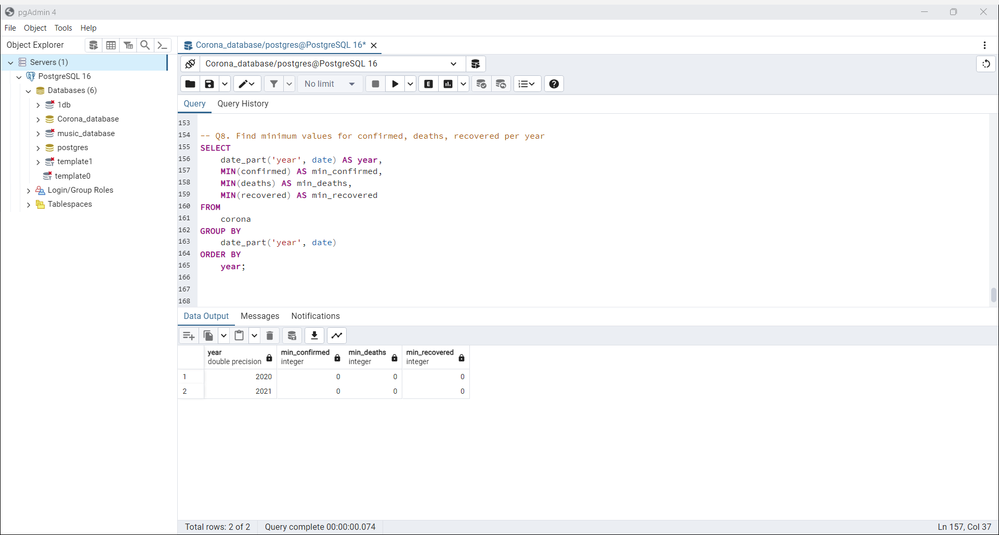 pgAdmin 4
File Object Tools Help
Object Explorer
Servers (1)
PostgreSQL 16
Databases (6)
1db
Corona_database
music_database
postgres
template1
template0
Login/Group Roles
Tablespaces
Corona_database/postgres@PostgreSQL 16*
Corona_database/postgres@PostgreSQL 16
No limit
E
Query Query History
153
154 -- Q8. Find minimum values for confirmed, deaths, recovered per year
155 SELECT
156 date_part('year', date) AS year,
157 MIN(confirmed) AS min_confirmed,
158 MIN(deaths) AS min_deaths,
159 MIN(recovered) AS min_recovered
160 FROM
161 corona
162 GROUP BY
163 date_part('year', date)
164 ORDER BY
165 year;
166
167
168
Data Output Messages Notifications
year min_confirmed min_deaths min_recovered
double precision integer integer integer
1 2020 0 0 0
2 2021 0 0 0
Total rows: 2 of 2 Query complete 00:00:00.074 Ln 157, Col 37